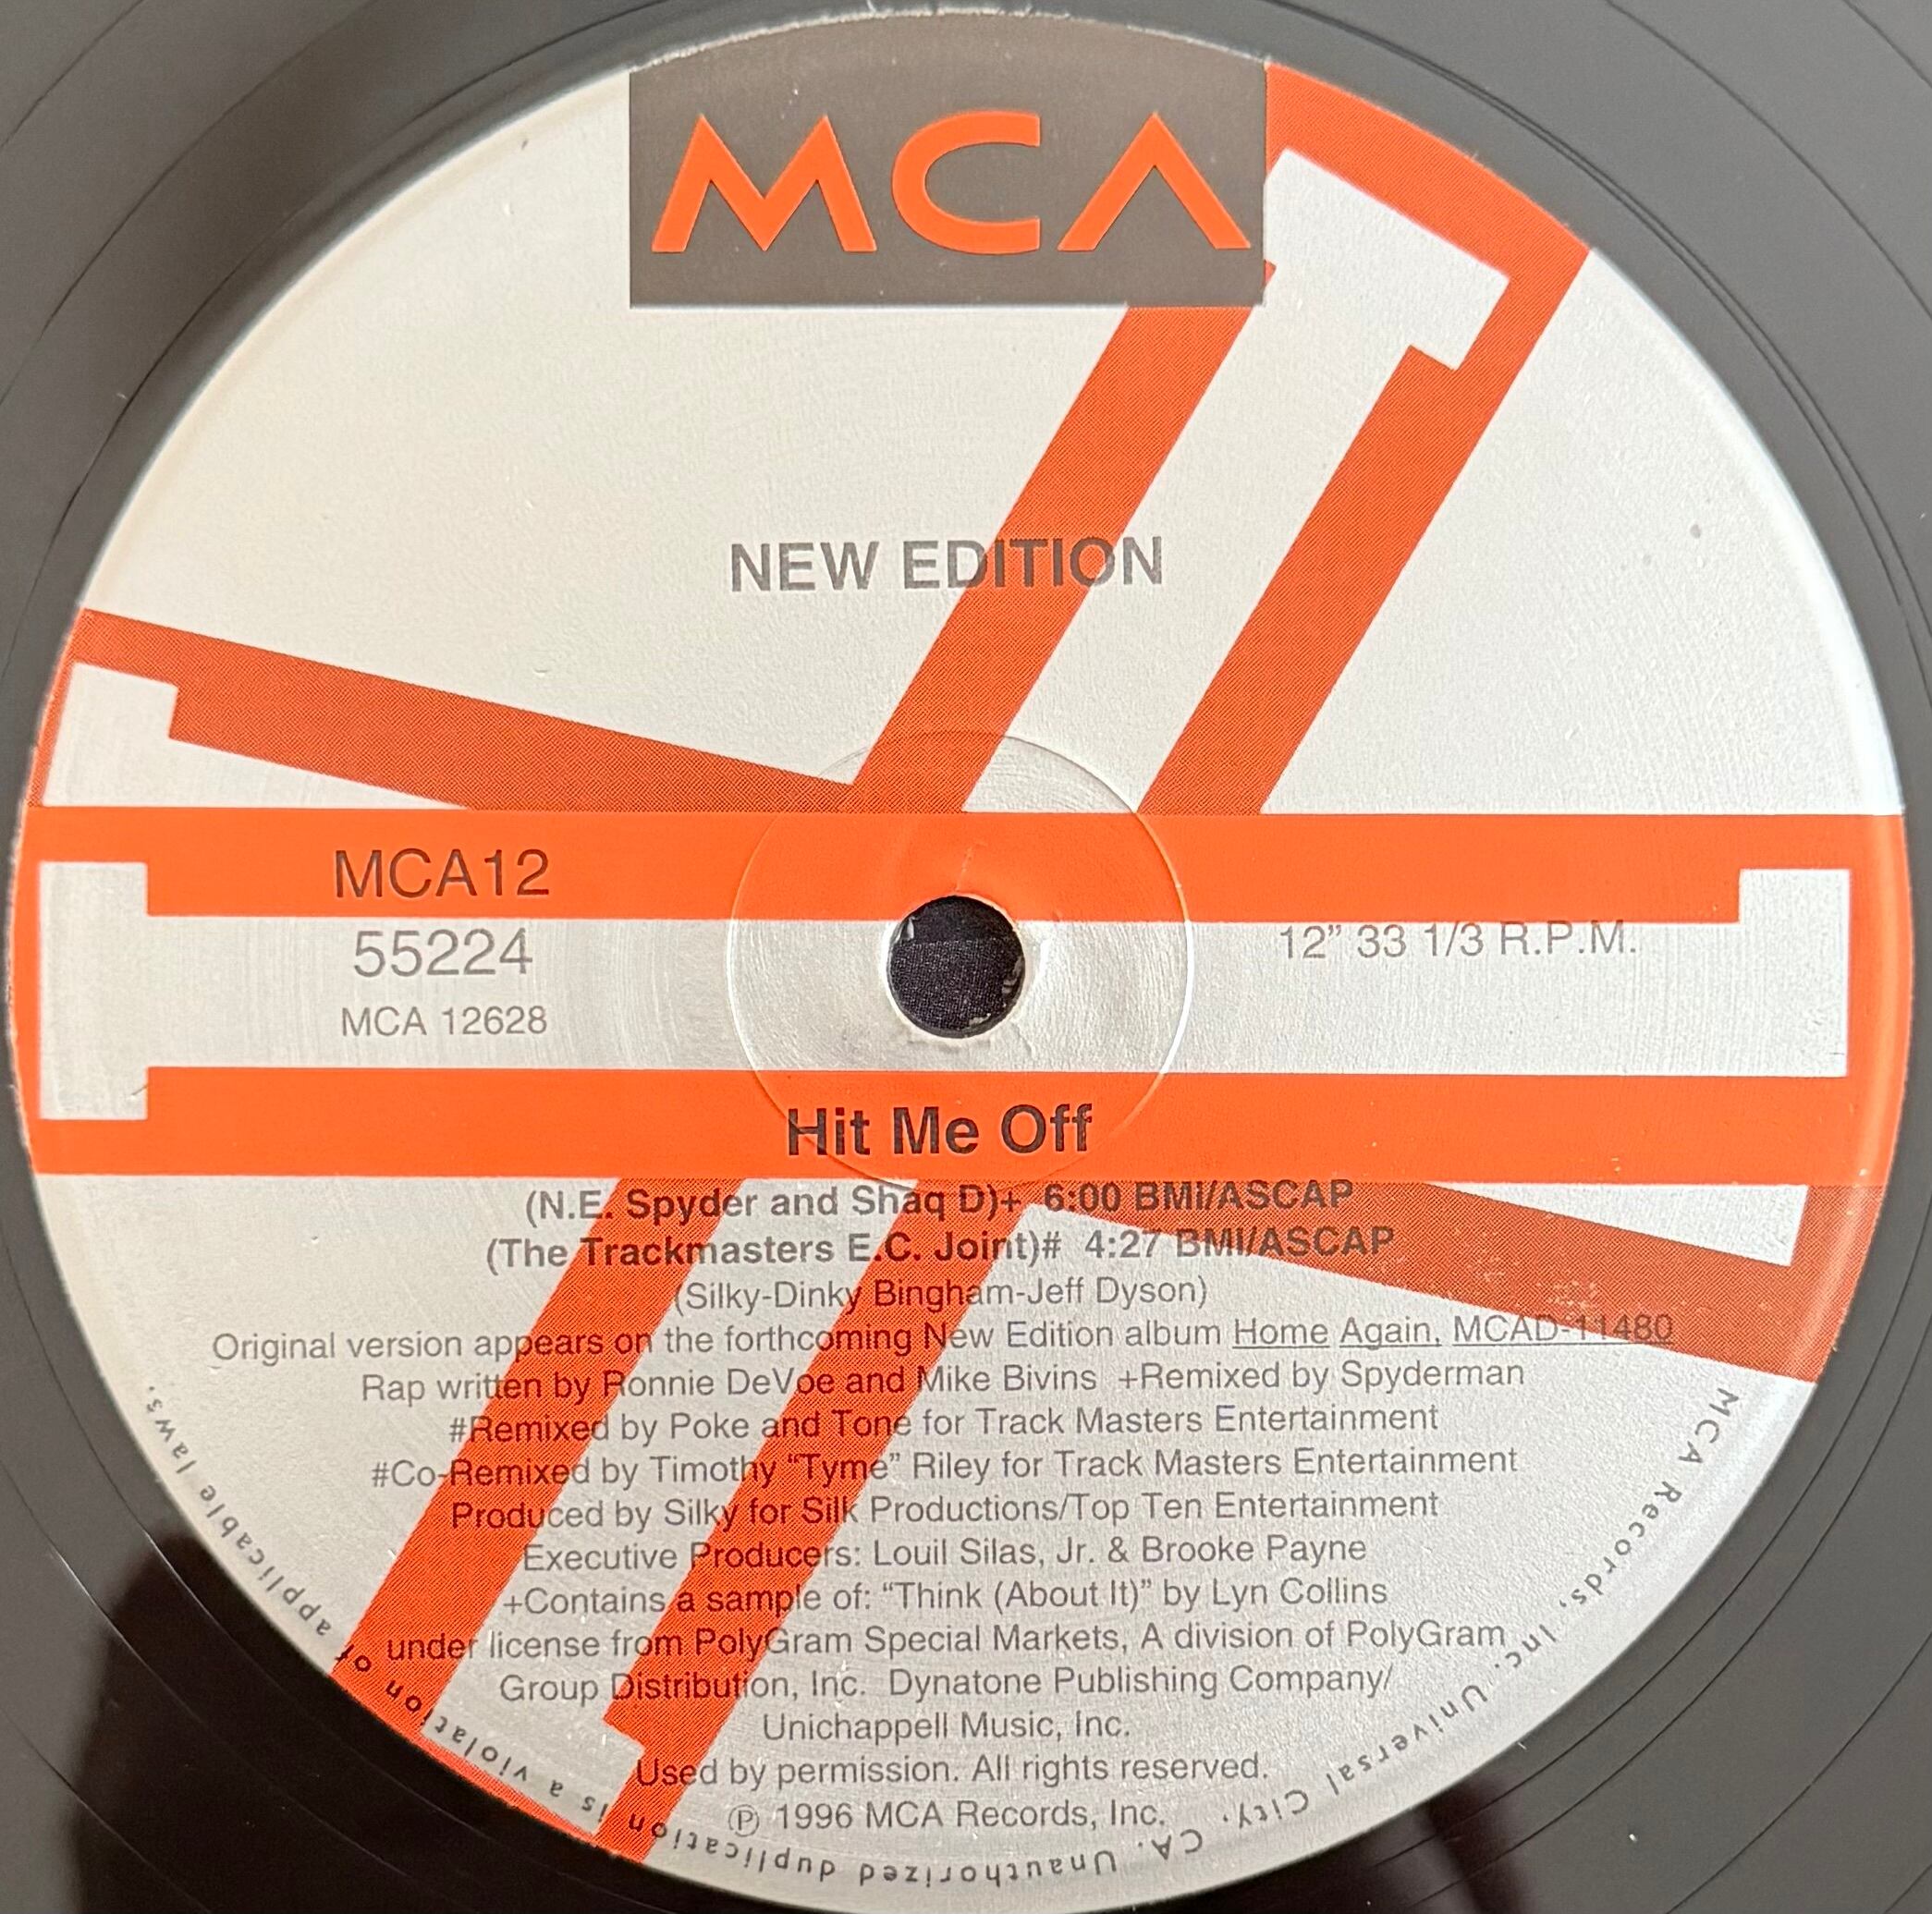 MCA
NEW EDITION
MCA12
55224
MCA 12628
12” 33 1/3 R.P.M.
Hit Me Off
(N.E. Spyder and Shaq D)+ 6:00 BMI/ASCAP
(The Trackmasters E.C. Joint)# 4:27 BMI/ASCAP
(Silky-Dinky Bingham-Jeff Dyson)
Original version appears on the forthcoming New Edition album Home Again, MCAD-11480
Rap written by Ronnie DeVoe and Mike Bivins +Remixed by Spyderman
#Remixed by Poke and Tone for Track Masters Entertainment
#Co-Remixed by Timothy “Tyme” Riley for Track Masters Entertainment
Produced by Silky for Silk Productions/Top Ten Entertainment
Executive Producers: Louil Silas, Jr. & Brooke Payne
+Contains a sample of: “Think (About It)” by Lyn Collins
under license from PolyGram Special Markets, A division of PolyGram
Group Distribution, Inc. Dynatone Publishing Company/
Unichappell Music, Inc.
Used by permission. All rights reserved.
℗ 1996 MCA Records, Inc.
MCA Records, Inc. Universal City, CA. Unauthorized duplication is a violation of applicable laws.